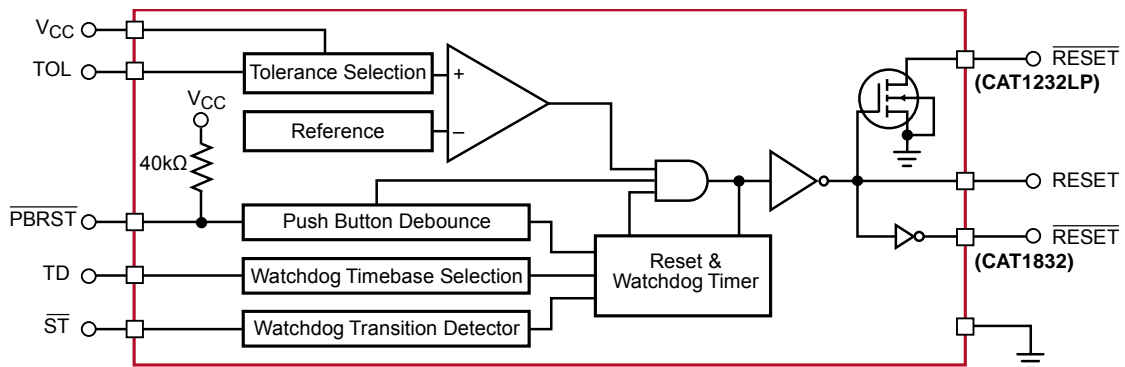 VCC
TOL
Tolerance Selection
+
–
Reference
VCC
40kΩ
PBRST
Push Button Debounce
TD
Watchdog Timebase Selection
ST
Watchdog Transition Detector
Reset &
Watchdog Timer
RESET
(CAT1232LP)
RESET
RESET
(CAT1832)